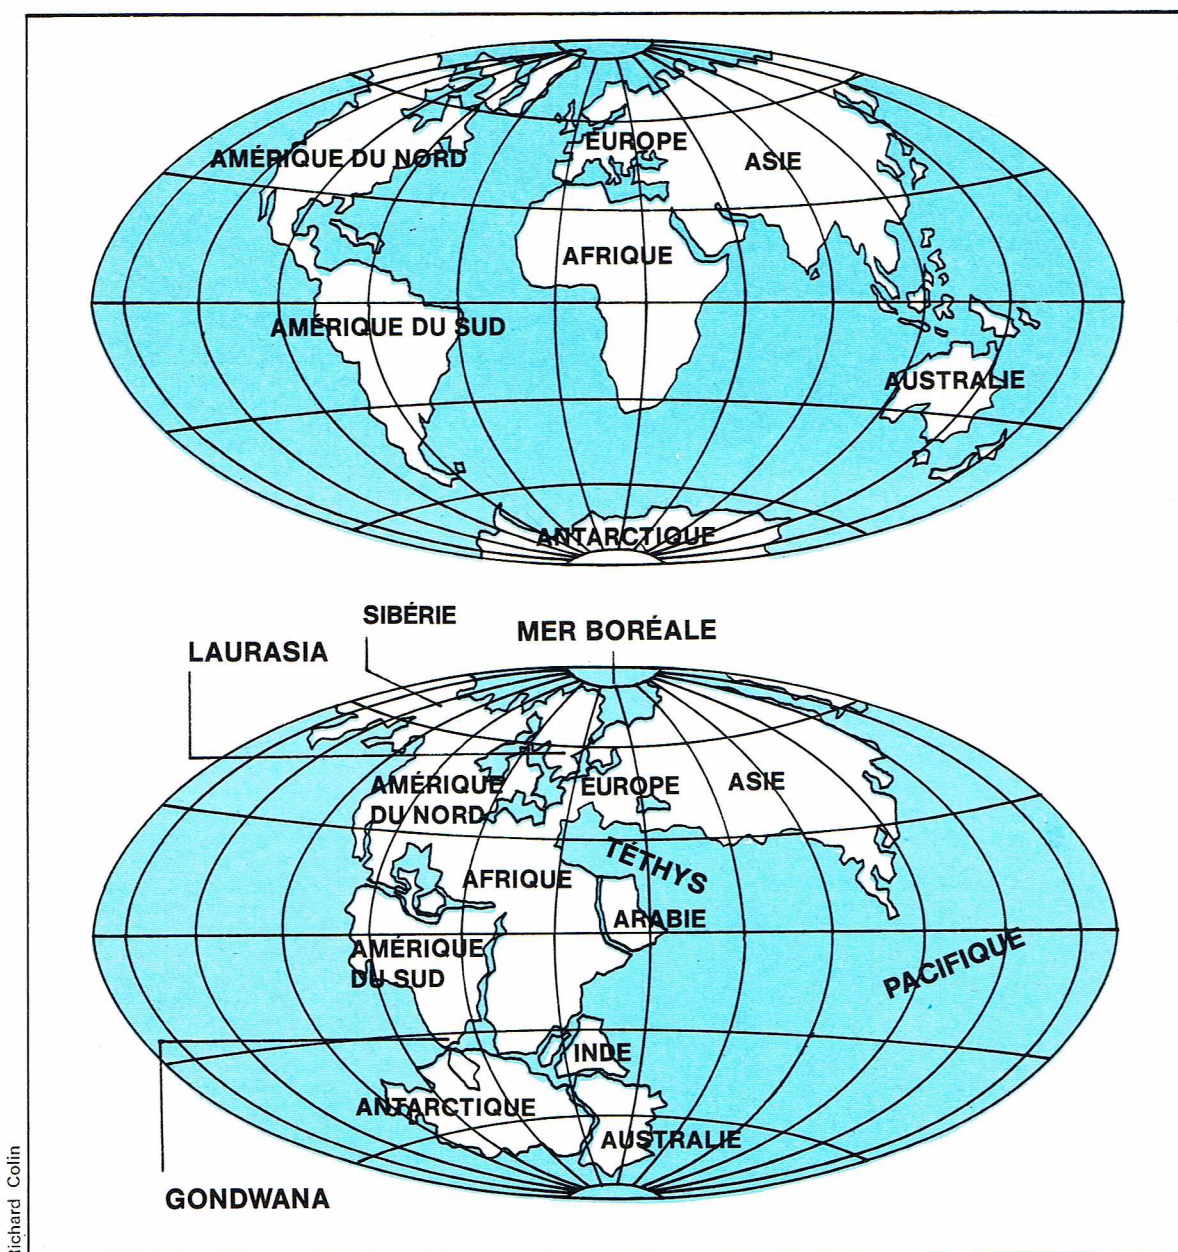 AMÉRIQUE DU NORD
EUROPE
ASIE
AFRIQUE
AMÉRIQUE DU SUD
AUSTRALIE
ANTARCTIQUE
SIBÉRIE
MER BORÉALE
LAURASIA
AMÉRIQUE
DU NORD
EUROPE
ASIE
TÉTHYS
AFRIQUE
ARABIE
AMÉRIQUE
DU SUD
PACIFIQUE
INDE
ANTARCTIQUE
AUSTRALIE
GONDWANA
Richard Colin